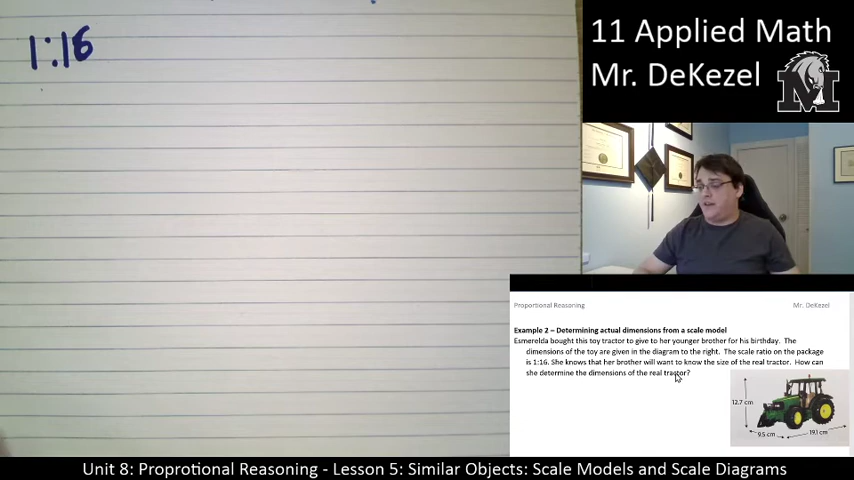 1:16
11 Applied Math
Mr. DeKezel
M
Proportional Reasoning
Mr. DeKezel
Example 2 – Determining actual dimensions from a scale model
Esmerelda bought this toy tractor to give to her younger brother for his birthday. The
dimensions of the toy are given in the diagram to the right. The scale ratio on the package
is 1:16. She knows that her brother will want to know the size of the real tractor. How can
she determine the dimensions of the real tractor?
12.7 cm
9.5 cm
19.1 cm
Unit 8: Proprotional Reasoning - Lesson 5: Similar Objects: Scale Models and Scale Diagrams